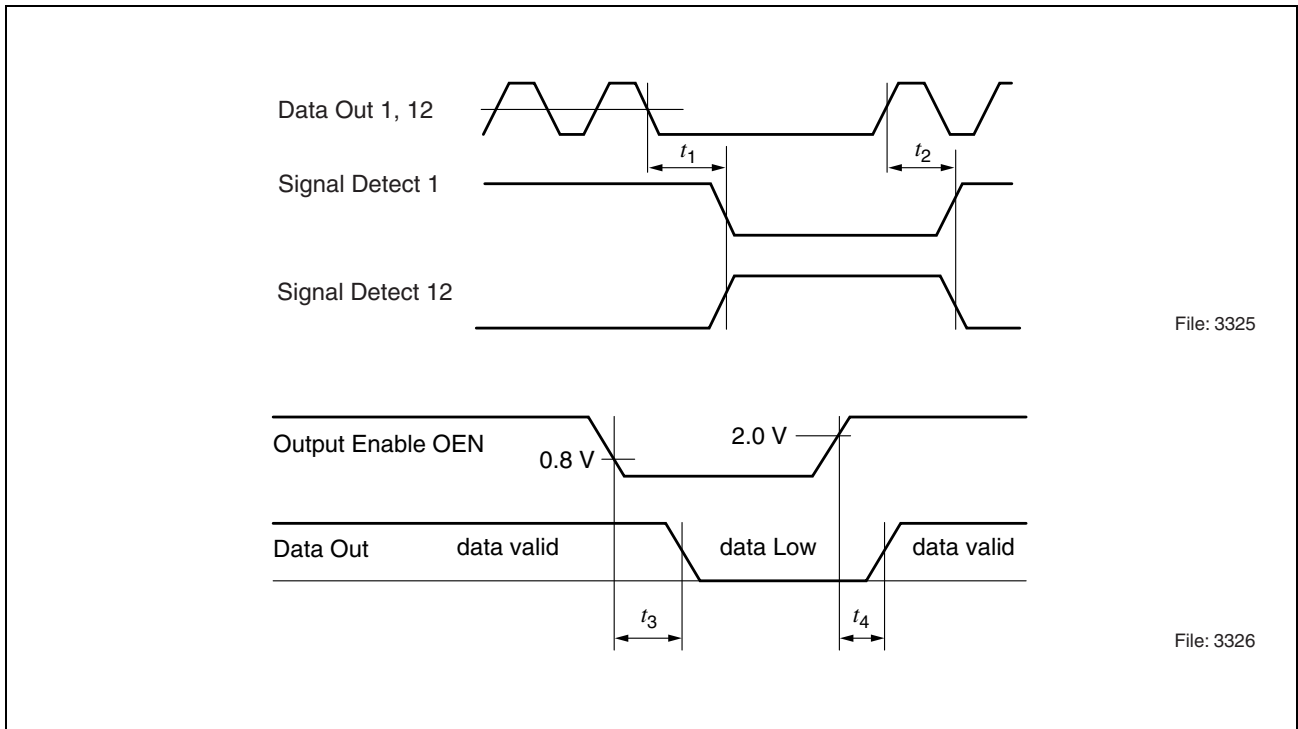 Data Out 1, 12
t1
t2
Signal Detect 1
Signal Detect 12
File: 3325
Output Enable OEN
0.8 V
2.0 V
Data Out
data valid
data Low
data valid
t3
t4
File: 3326